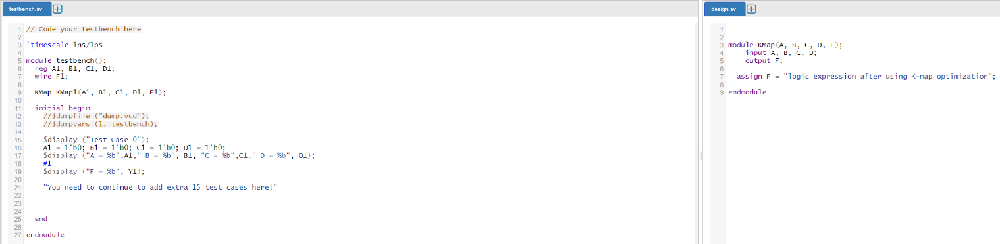 testbench.sv
1 // Code your testbench here
2
3 `timescale 1ns/1ps
4
5 module testbench();
6 reg A1, B1, C1, D1;
7 wire F1;
8
9 KMap KMap1(A1, B1, C1, D1, F1);
10
11 initial begin
12 //$dumpfile ("dump.vcd");
13 //$dumpvars (1, testbench);
14
15 $display ("Test Case 0");
16 A1 = 1'b0; B1 = 1'b0; C1 = 1'b0; D1 = 1'b0;
17 $display ("A = %b",A1," B = %b", B1, "C = %b",C1," D = %b", D1);
18 #1
19 $display ("F = %b", Y1);
20
21 "You need to continue to add extra 15 test cases here!"
22
23
24
25 end
26
27 endmodule
design.sv
1
2
3 module KMap(A, B, C, D, F);
4 input A, B, C, D;
5 output F;
6
7 assign F = "logic expression after using K-map optimization";
8
9 endmodule